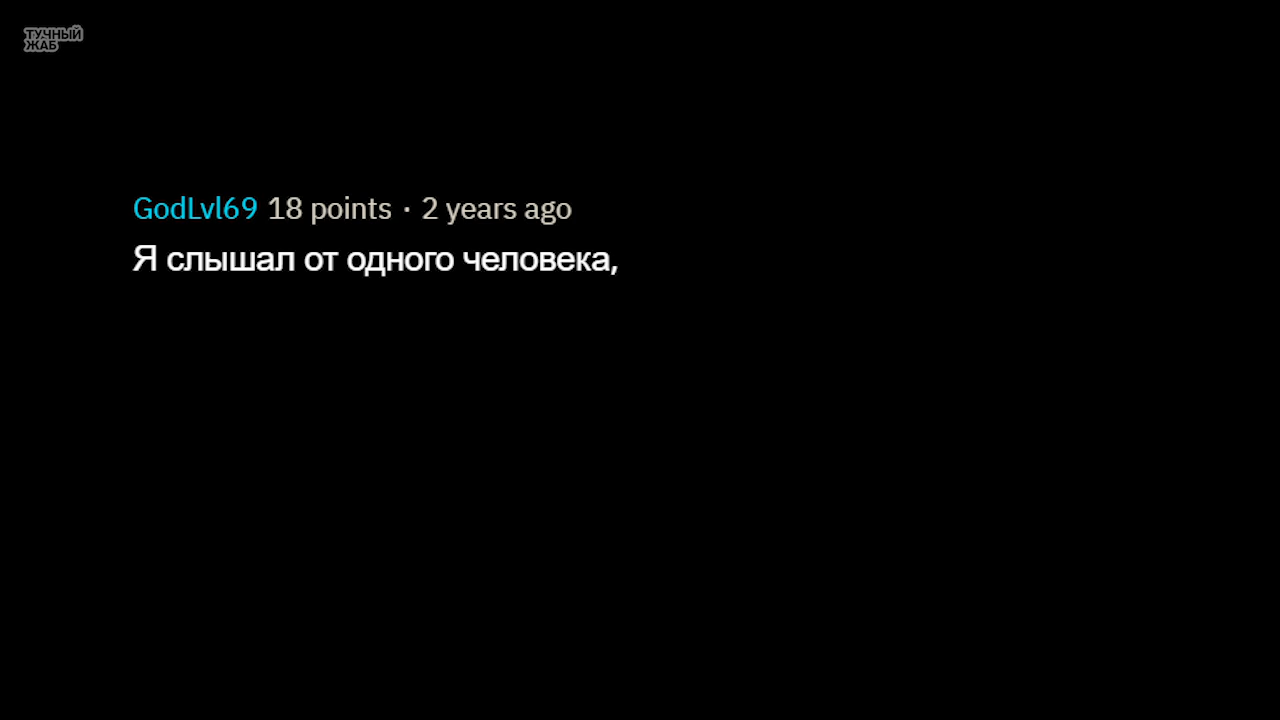 ТУЧНЫЙ
ЖАБ
GodLvl69 18 points · 2 years ago
Я слышал от одного человека,